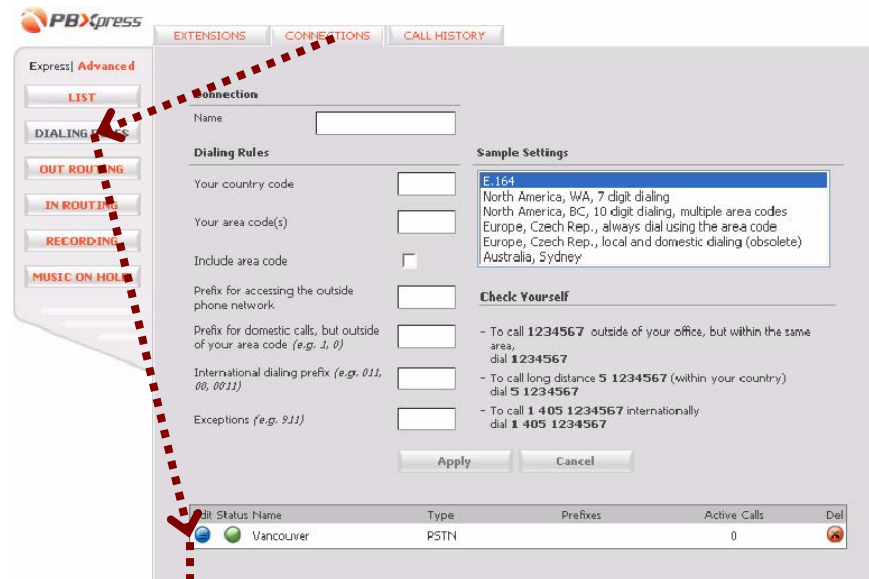 PBXpress
EXTENSIONS CONNECTIONS CALL HISTORY
Express| Advanced
LIST
DIALING RULES
OUT ROUTING
IN ROUTING
RECORDING
MUSIC ON HOLD
Connection
Name
Dialing Rules
Your country code
Your area code(s)
Include area code
Prefix for accessing the outside
phone network
Prefix for domestic calls, but outside
of your area code (e.g. 1, 0)
International dialing prefix (e.g. 011,
00, 0011)
Exceptions (e.g. 911)
Sample Settings
E.164
North America, WA, 7 digit dialing
North America, BC, 10 digit dialing, multiple area codes
Europe, Czech Rep., always dial using the area code
Europe, Czech Rep., local and domestic dialing (obsolete)
Australia, Sydney
Check Yourself
- To call 1234567 outside of your office, but within the same
area,
dial 1234567
- To call long distance 5 1234567 (within your country)
dial 5 1234567
- To call 1 405 1234567 internationally
dial 1 405 1234567
Apply Cancel
Edit Status Name Type Prefixes Active Calls Del
Vancouver PSTN 0